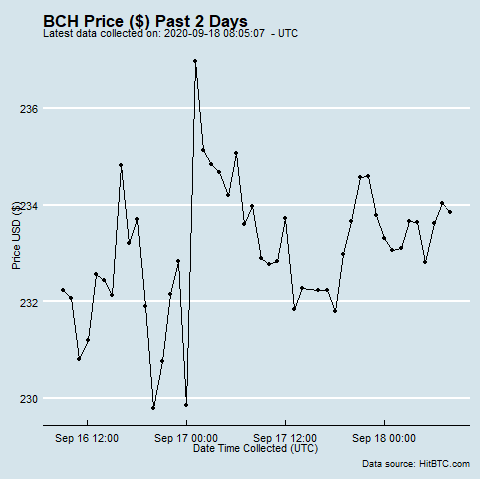 BCH Price ($) Past 2 Days
Latest data collected on: 2020-09-18 08:05:07  - UTC
236
234
232
230
Price USD ($)
Sep 16 12:00
Sep 17 00:00
Sep 17 12:00
Sep 18 00:00
Date Time Collected (UTC)
Data source: HitBTC.com